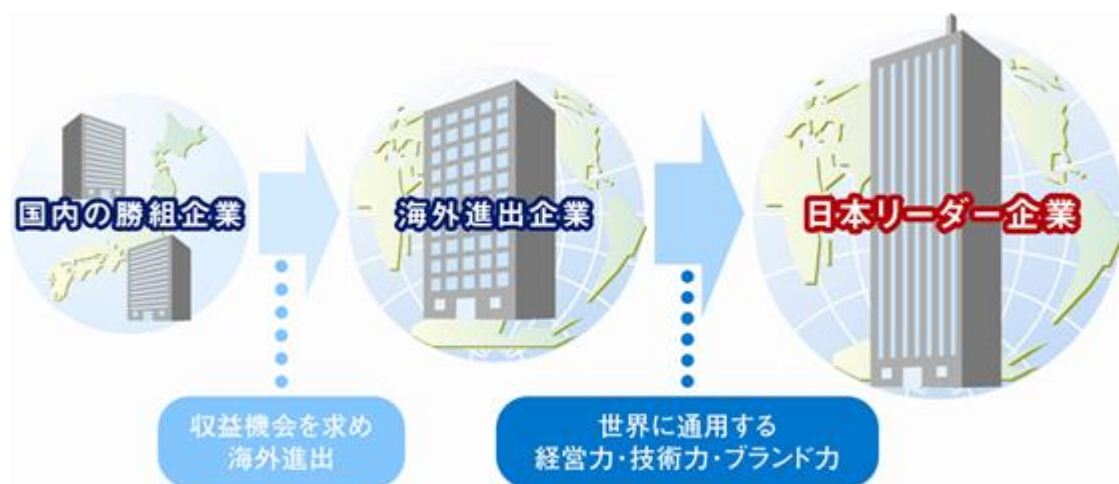 国内の勝組企業
海外進出企業
日本リーダー企業
収益機会を求め
海外進出
世界に通用する
経営力・技術力・ブランド力